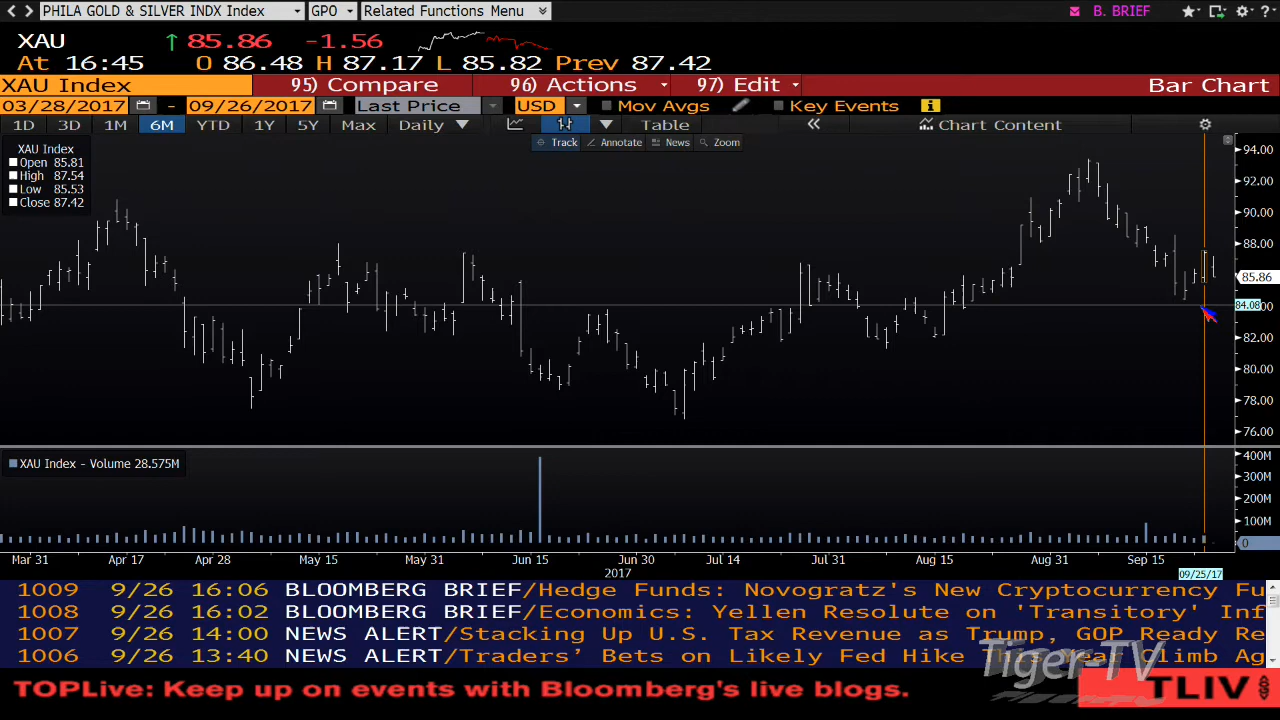 PHILA GOLD & SILVER INDX Index GPO Related Functions Menu B. BRIEF
XAU 85.86 -1.56
At 16:45 O 86.48 H 87.17 L 85.82 Prev 87.42
XAU Index 95) Compare 96) Actions 97) Edit Bar Chart
03/28/2017 - 09/26/2017 Last Price USD Mov Avgs Key Events
1D 3D 1M 6M YTD 1Y 5Y Max Daily Table « Chart Content
Track Annotate News Zoom
XAU Index
Open 85.81
High 87.54
Low 85.53
Close 87.42
94.00
92.00
90.00
88.00
85.86
84.08
82.00
80.00
78.00
76.00
XAU Index - Volume 28.575M
400M
300M
200M
100M
0
Mar 31 Apr 17 Apr 28 May 15 May 31 Jun 15 Jun 30 Jul 14 Jul 31 Aug 15 Aug 31 Sep 15
2017 09/25/17
1009 9/26 16:06 BLOOMBERG BRIEF/Hedge Funds: Novogratz's New Cryptocurrency Fu
1008 9/26 16:02 BLOOMBERG BRIEF/Economics: Yellen Resolute on 'Transitory' Inf
1007 9/26 14:00 NEWS ALERT/Stacking Up U.S. Tax Revenue as Trump, GOP Ready Re
1006 9/26 13:40 NEWS ALERT/Traders' Bets on Likely Fed Hike This Year Climb Ag
Tiger-TV
TOPLive: Keep up on events with Bloomberg's live blogs. TLIV